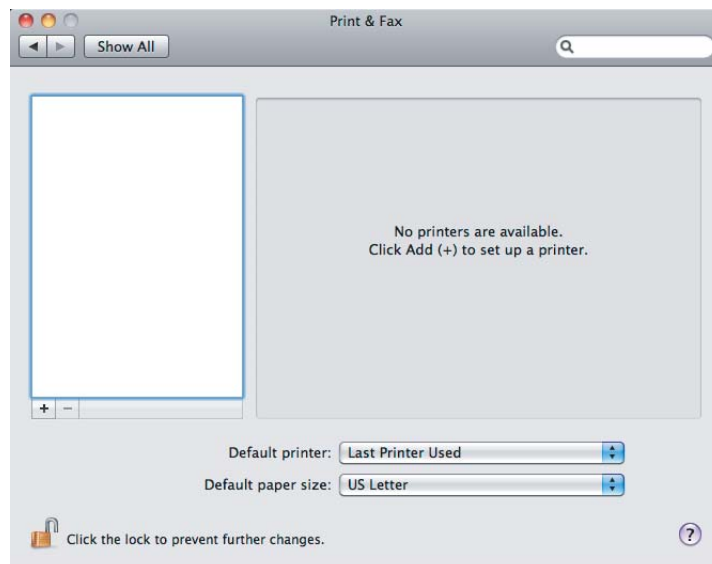 Print & Fax
Show All
No printers are available.
Click Add (+) to set up a printer.
+ −
Default printer: Last Printer Used
Default paper size: US Letter
Click the lock to prevent further changes.
?